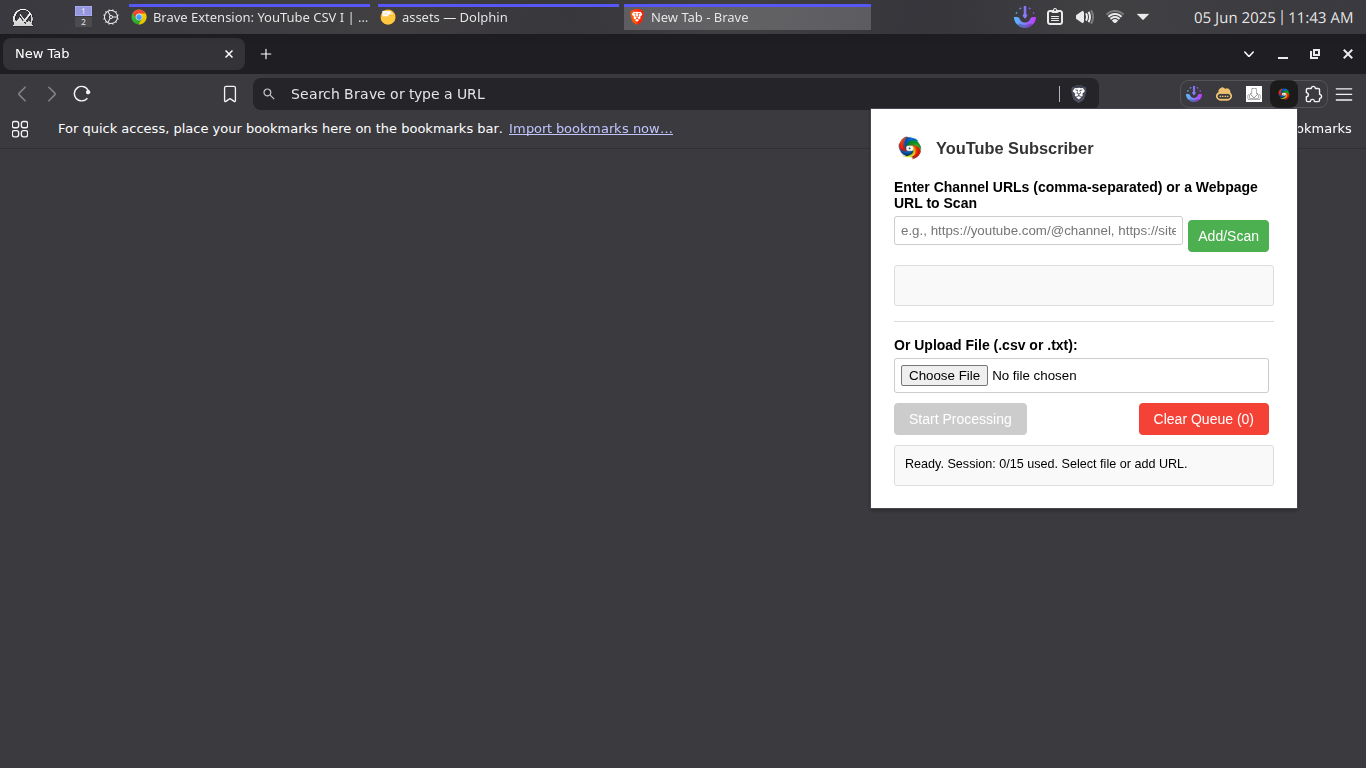 1
2
Brave Extension: YouTube CSV I | ...
assets — Dolphin
New Tab - Brave
05 Jun 2025 | 11:43 AM
New Tab
Search Brave or type a URL
For quick access, place your bookmarks here on the bookmarks bar. Import bookmarks now...
okmarks
YouTube Subscriber
Enter Channel URLs (comma-separated) or a Webpage
URL to Scan
e.g., https://youtube.com/@channel, https://site
Add/Scan
Or Upload File (.csv or .txt):
Choose File No file chosen
Start Processing
Clear Queue (0)
Ready. Session: 0/15 used. Select file or add URL.